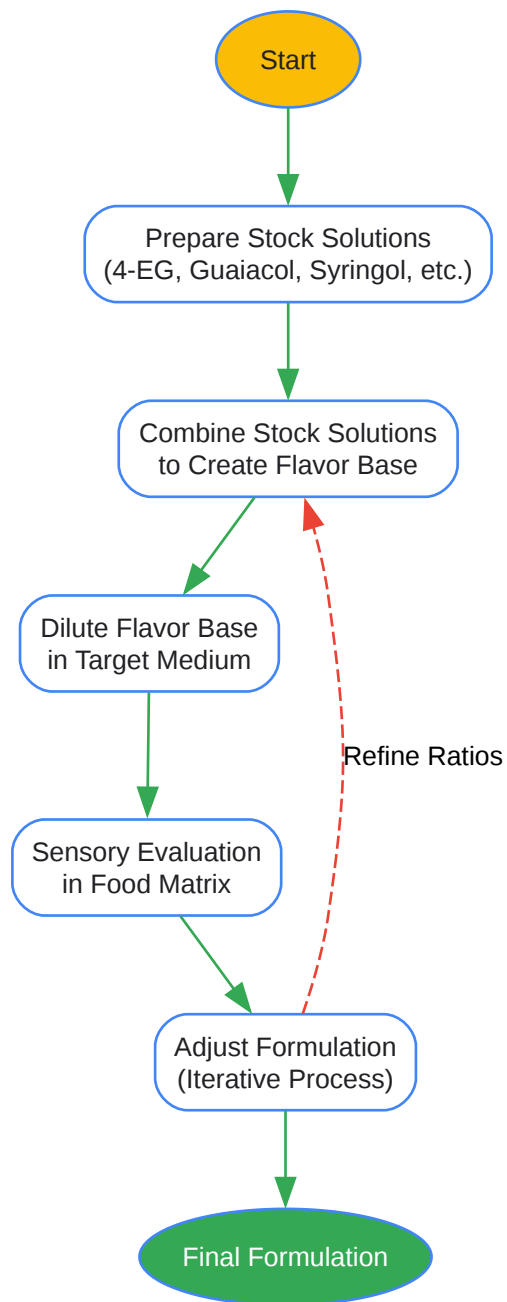 Start
Prepare Stock Solutions
(4-EG, Guaiacol, Syringol, etc.)
Combine Stock Solutions
to Create Flavor Base
Dilute Flavor Base
in Target Medium
Refine Ratios
Sensory Evaluation
in Food Matrix
Adjust Formulation
(Iterative Process)
Final Formulation